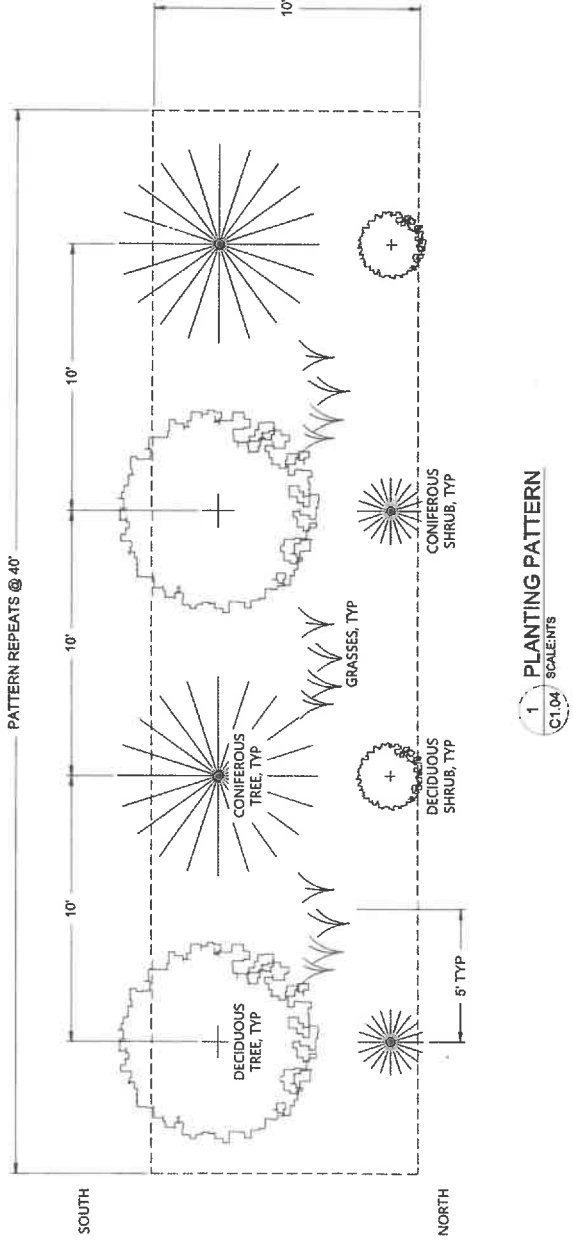 PATTERN REPEATS @ 40'
10'
10'
10'
10'
SOUTH
DECIDUOUS
TREE, TYP
CONIFEROUS
TREE, TYP
GRASSES, TYP
5' TYP
DECIDUOUS
SHRUB, TYP
CONIFEROUS
SHRUB, TYP
NORTH
1
C1.04
PLANTING PATTERN
SCALE:NTS